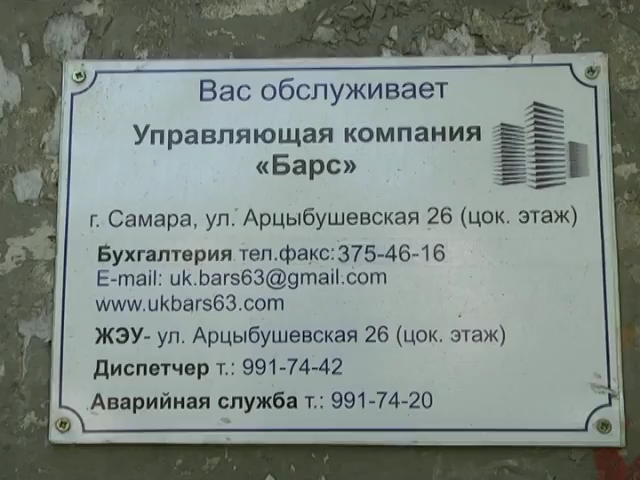 Вас обслуживает
Управляющая компания
«Барс»
г. Самара, ул. Арцыбушевская 26 (цок. этаж)
Бухгалтерия тел.факс: 375-46-16
E-mail: uk.bars63@gmail.com
www.ukbars63.com
ЖЭУ- ул. Арцыбушевская 26 (цок. этаж)
Диспетчер т.: 991-74-42
Аварийная служба т.: 991-74-20